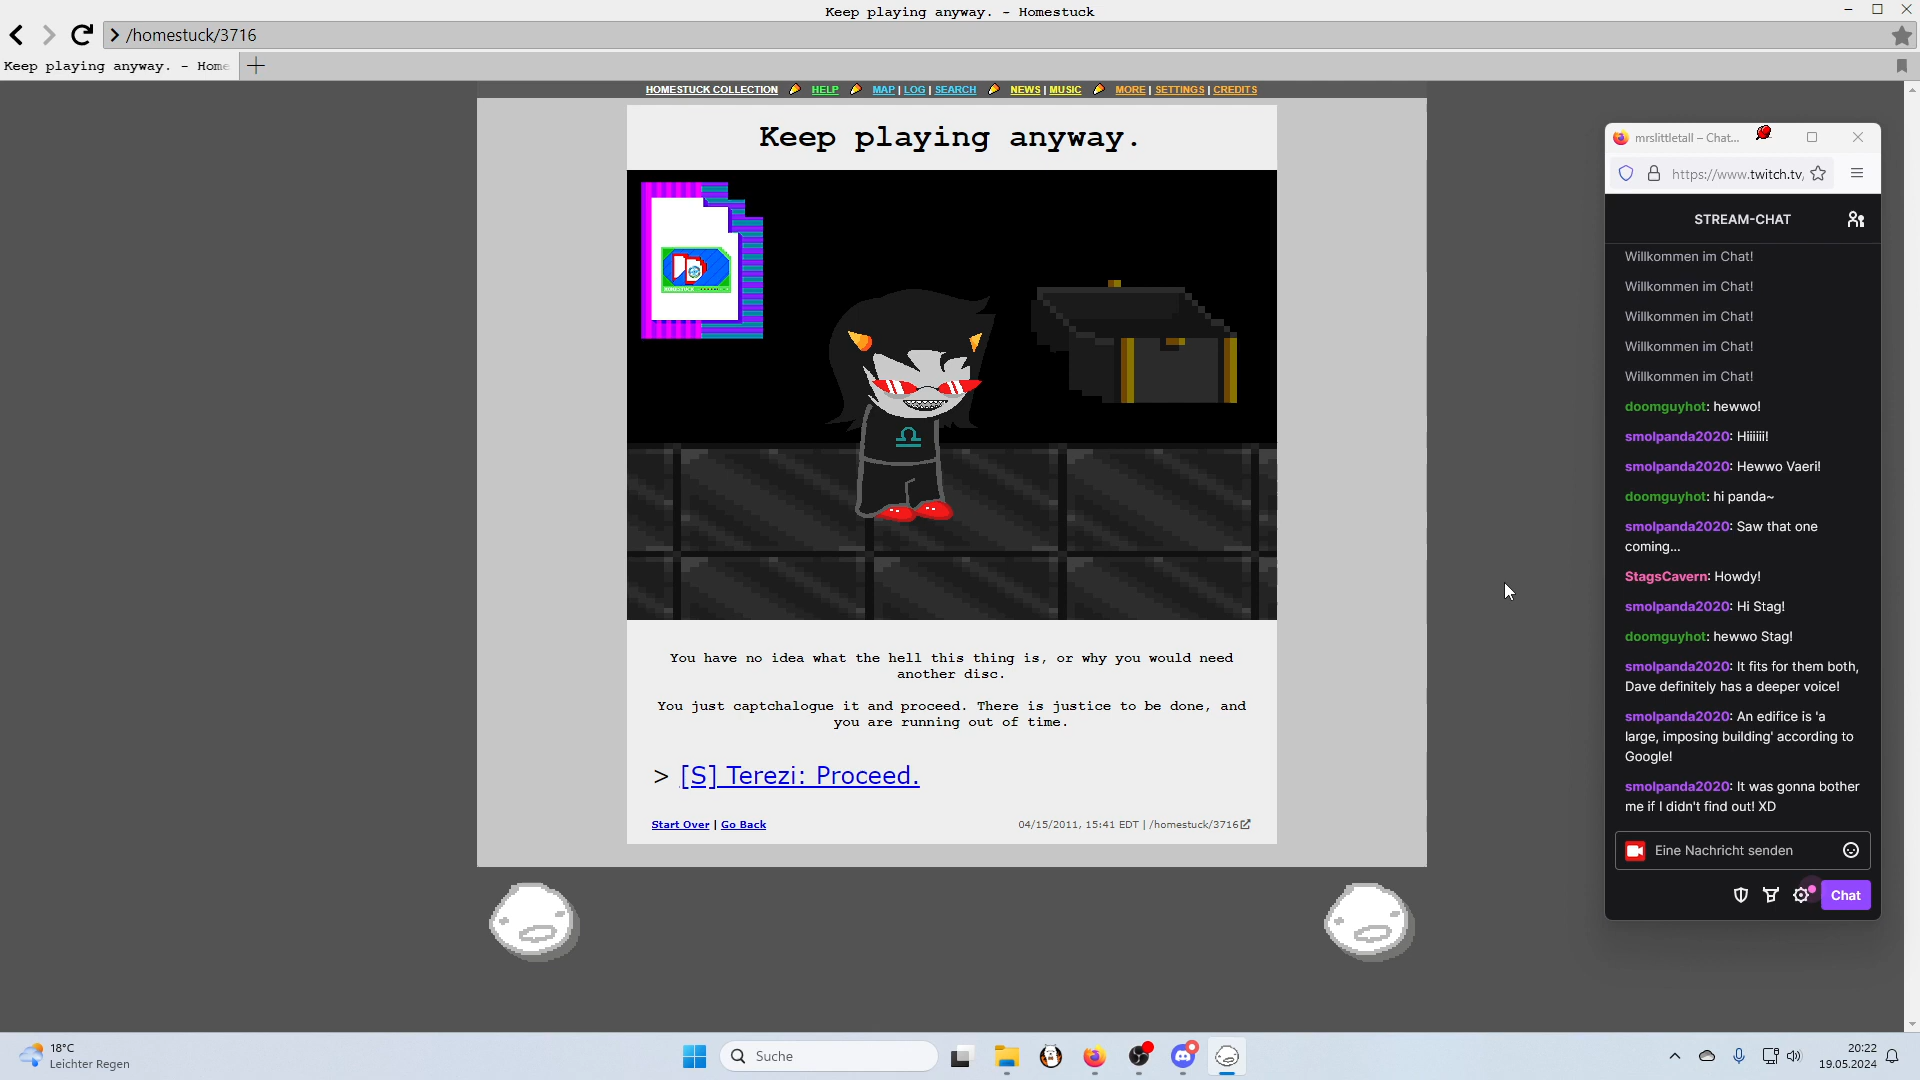 Keep playing anyway. - Homestuck
/homestuck/3716
Keep playing anyway. - Home
HOMESTUCK COLLECTION HELP MAP | LOG | SEARCH NEWS | MUSIC MORE | SETTINGS | CREDITS
Keep playing anyway.
You have no idea what the hell this thing is, or why you would need
another disc.
You just captchalogue it and proceed. There is justice to be done, and
you are running out of time.
> [S] Terezi: Proceed.
Start Over | Go Back
04/15/2011, 15:41 EDT | /homestuck/3716
mrslittletall – Chat...
https://www.twitch.tv
STREAM-CHAT
Willkommen im Chat!
Willkommen im Chat!
Willkommen im Chat!
Willkommen im Chat!
Willkommen im Chat!
doomguyhot: hewwo!
smolpanda2020: Hiiiiii!
smolpanda2020: Hewwo Vaeri!
doomguyhot: hi panda~
smolpanda2020: Saw that one
coming...
StagsCavern: Howdy!
smolpanda2020: Hi Stag!
doomguyhot: hewwo Stag!
smolpanda2020: It fits for them both,
Dave definitely has a deeper voice!
smolpanda2020: An edifice is 'a
large, imposing building' according to
Google!
smolpanda2020: It was gonna bother
me if I didn't find out! XD
Eine Nachricht senden
Chat
18°C
Leichter Regen
Suche
20:22
19.05.2024